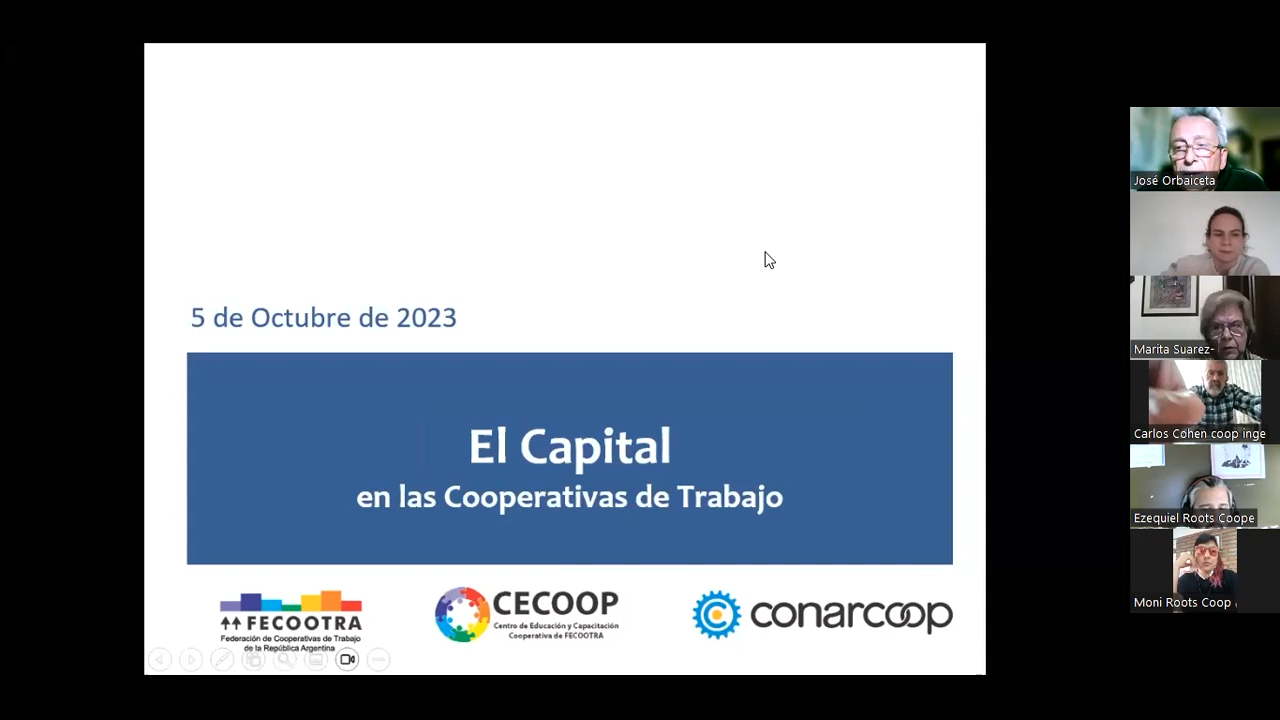 5 de Octubre de 2023
El Capital
en las Cooperativas de Trabajo
FECOOTRA
Federación de Cooperativas de Trabajo
de la República Argentina
CECOOP
Centro de Educación y Capacitación
Cooperativa de FECOOTRA
conarcoop
José Orbaiceta
Marita Suarez-
Carlos Cohen coop inge
Ezequiel Roots Coope
Moni Roots Coop